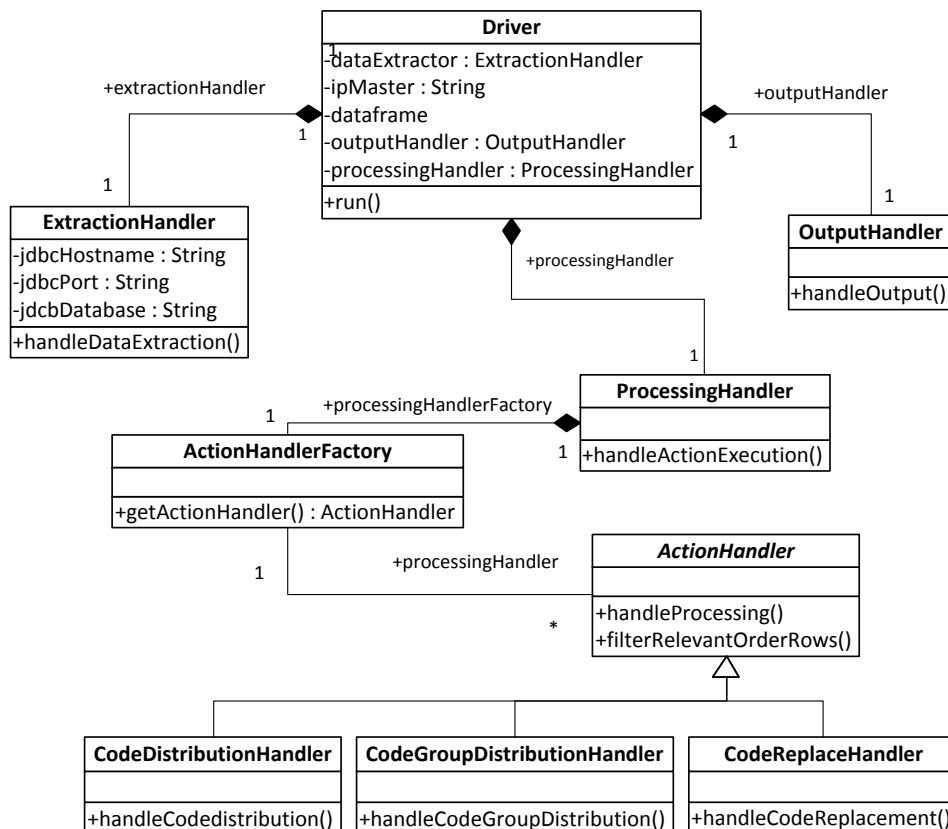 Driver
1
-dataExtractor : ExtractionHandler
-ipMaster : String
-dataframe
-outputHandler : OutputHandler
-processingHandler : ProcessingHandler
+run()
+extractionHandler
1
1
+outputHandler
1
1
ExtractionHandler
-jdbcHostname : String
-jdbcPort : String
-jdcbDatabase : String
+handleDataExtraction()
OutputHandler
+handleOutput()
+processingHandler
1
ProcessingHandler
+handleActionExecution()
+processingHandlerFactory
1
1
ActionHandlerFactory
+getActionHandler() : ActionHandler
1
+processingHandler
*
ActionHandler
+handleProcessing()
+filterRelevantOrderRows()
CodeDistributionHandler
+handleCodedistribution()
CodeGroupDistributionHandler
+handleCodeGroupDistribution()
CodeReplaceHandler
+handleCodeReplacement()